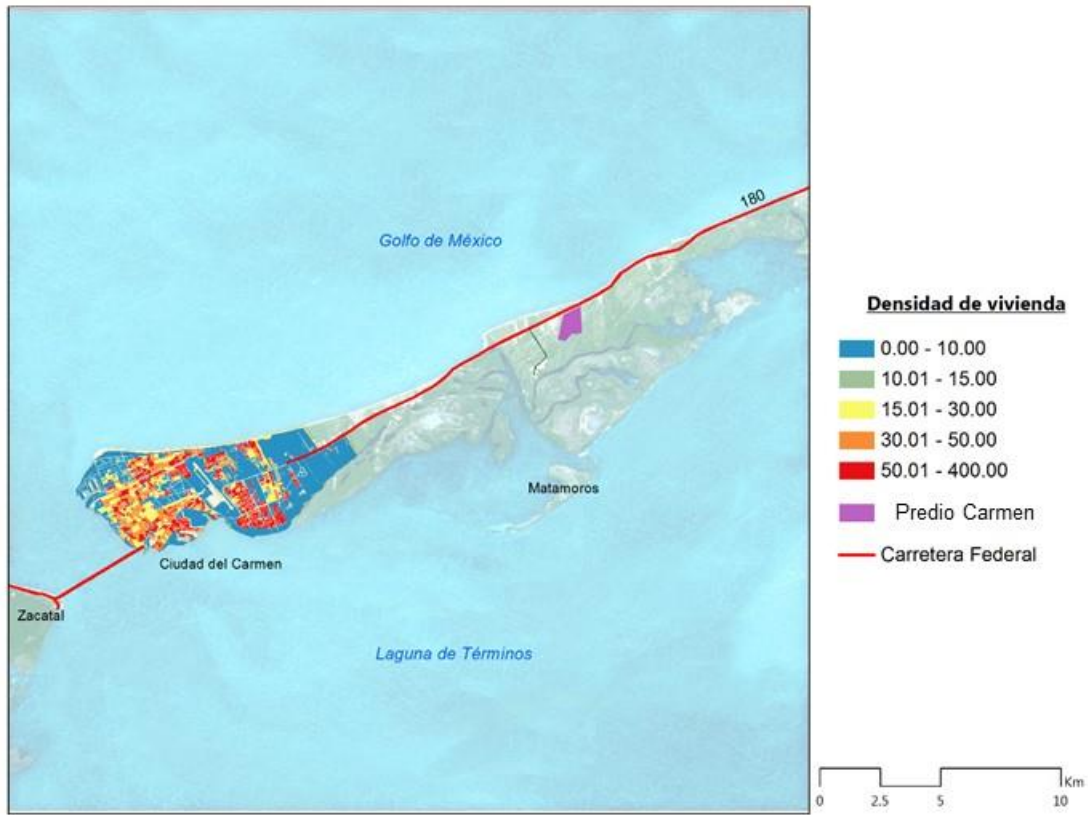 180
Golfo de México
Matamoros
Ciudad del Carmen
Zacatal
Laguna de Términos
Densidad de vivienda
0.00 - 10.00
10.01 - 15.00
15.01 - 30.00
30.01 - 50.00
50.01 - 400.00
Predio Carmen
Carretera Federal
Km
0 2.5 5 10